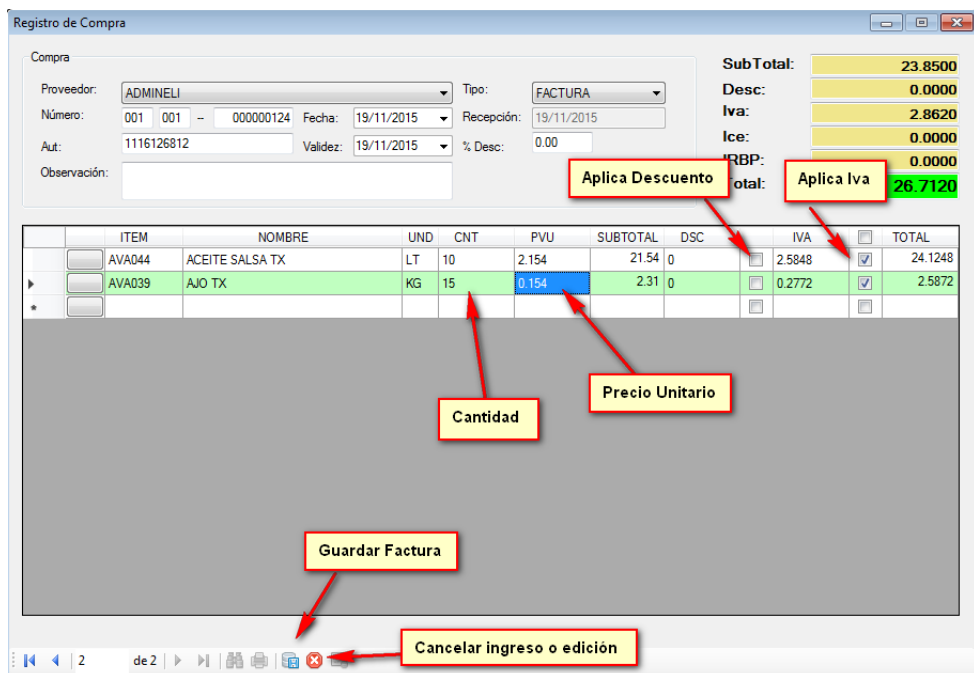 Registro de Compra
Compra
Proveedor: ADMINELI Tipo: FACTURA
Número: 001 001 – 000000124 Fecha: 19/11/2015 Recepción: 19/11/2015
Aut: 1116126812 Validez: 19/11/2015 % Desc: 0.00
Observación:
SubTotal: 23.8500
Desc: 0.0000
Iva: 2.8620
Ice: 0.0000
IRBP: 0.0000
Total: 26.7120
Aplica Descuento
Aplica Iva
ITEM NOMBRE UND CNT PVU SUBTOTAL DSC IVA TOTAL
AVA044 ACEITE SALSA TX LT 10 2.154 21.54 0 2.5848 24.1248
AVA039 AJO TX KG 15 0.154 2.31 0 0.2772 2.5872
Precio Unitario
Cantidad
Guardar Factura
Cancelar ingreso o edición
2 de 2